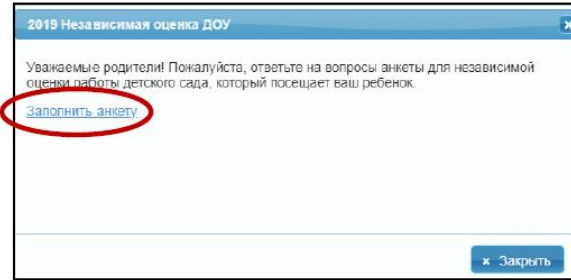 2019 Независимая оценка ДОУ
Уважаемые родители! Пожалуйста, ответьте на вопросы анкеты для независимой
оценки работы детского сада, который посещает ваш ребенок.
Заполнить анкету
× Закрыть